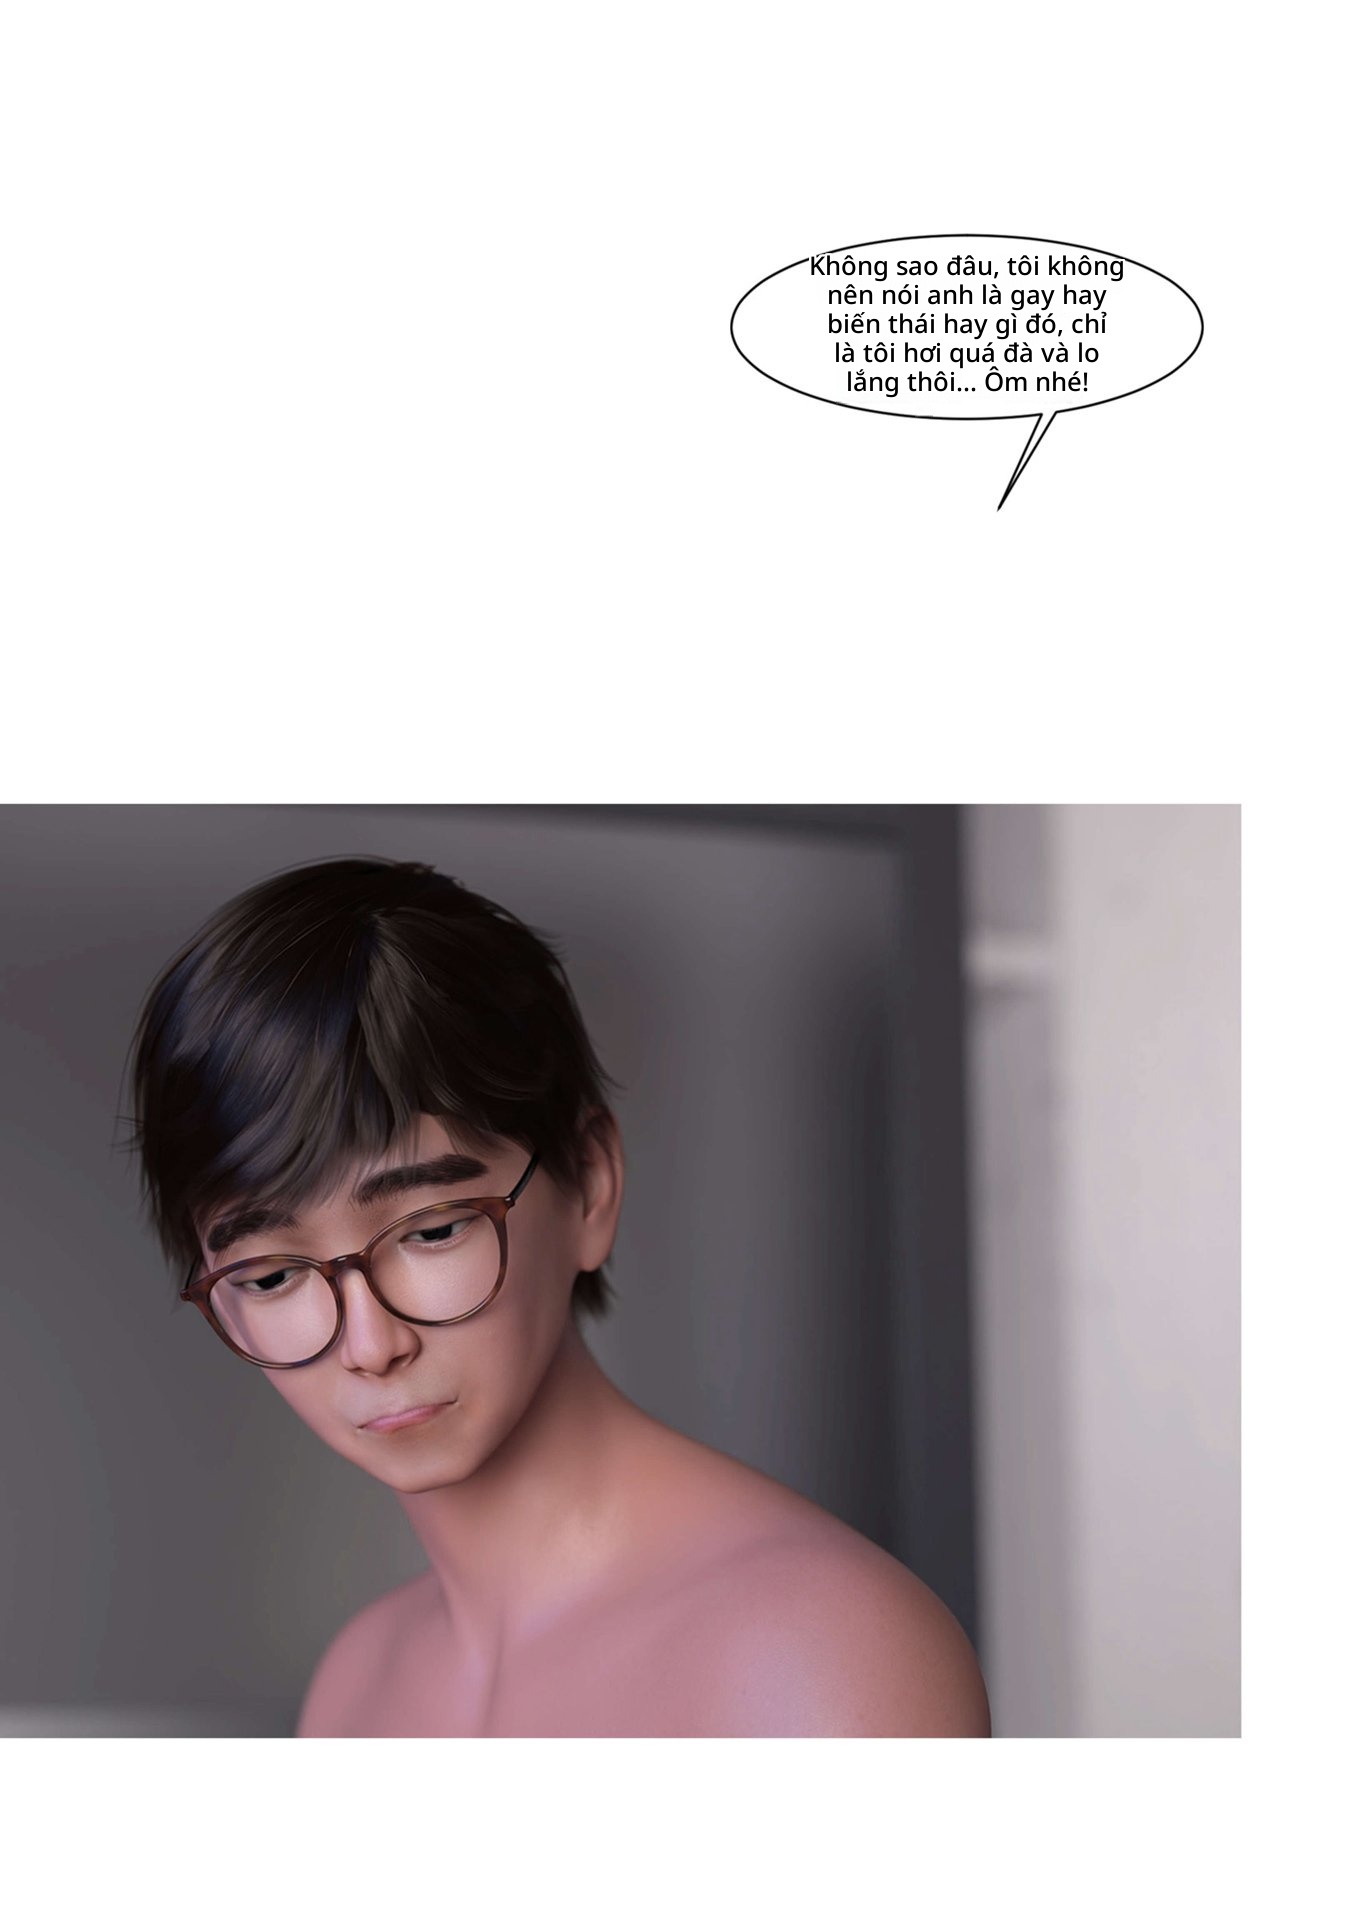 Không sao đâu, tôi không
nên nói anh là gay hay
biến thái hay gì đó, chỉ
là tôi hơi quá đà và lo
lắng thôi... Ôm nhé!